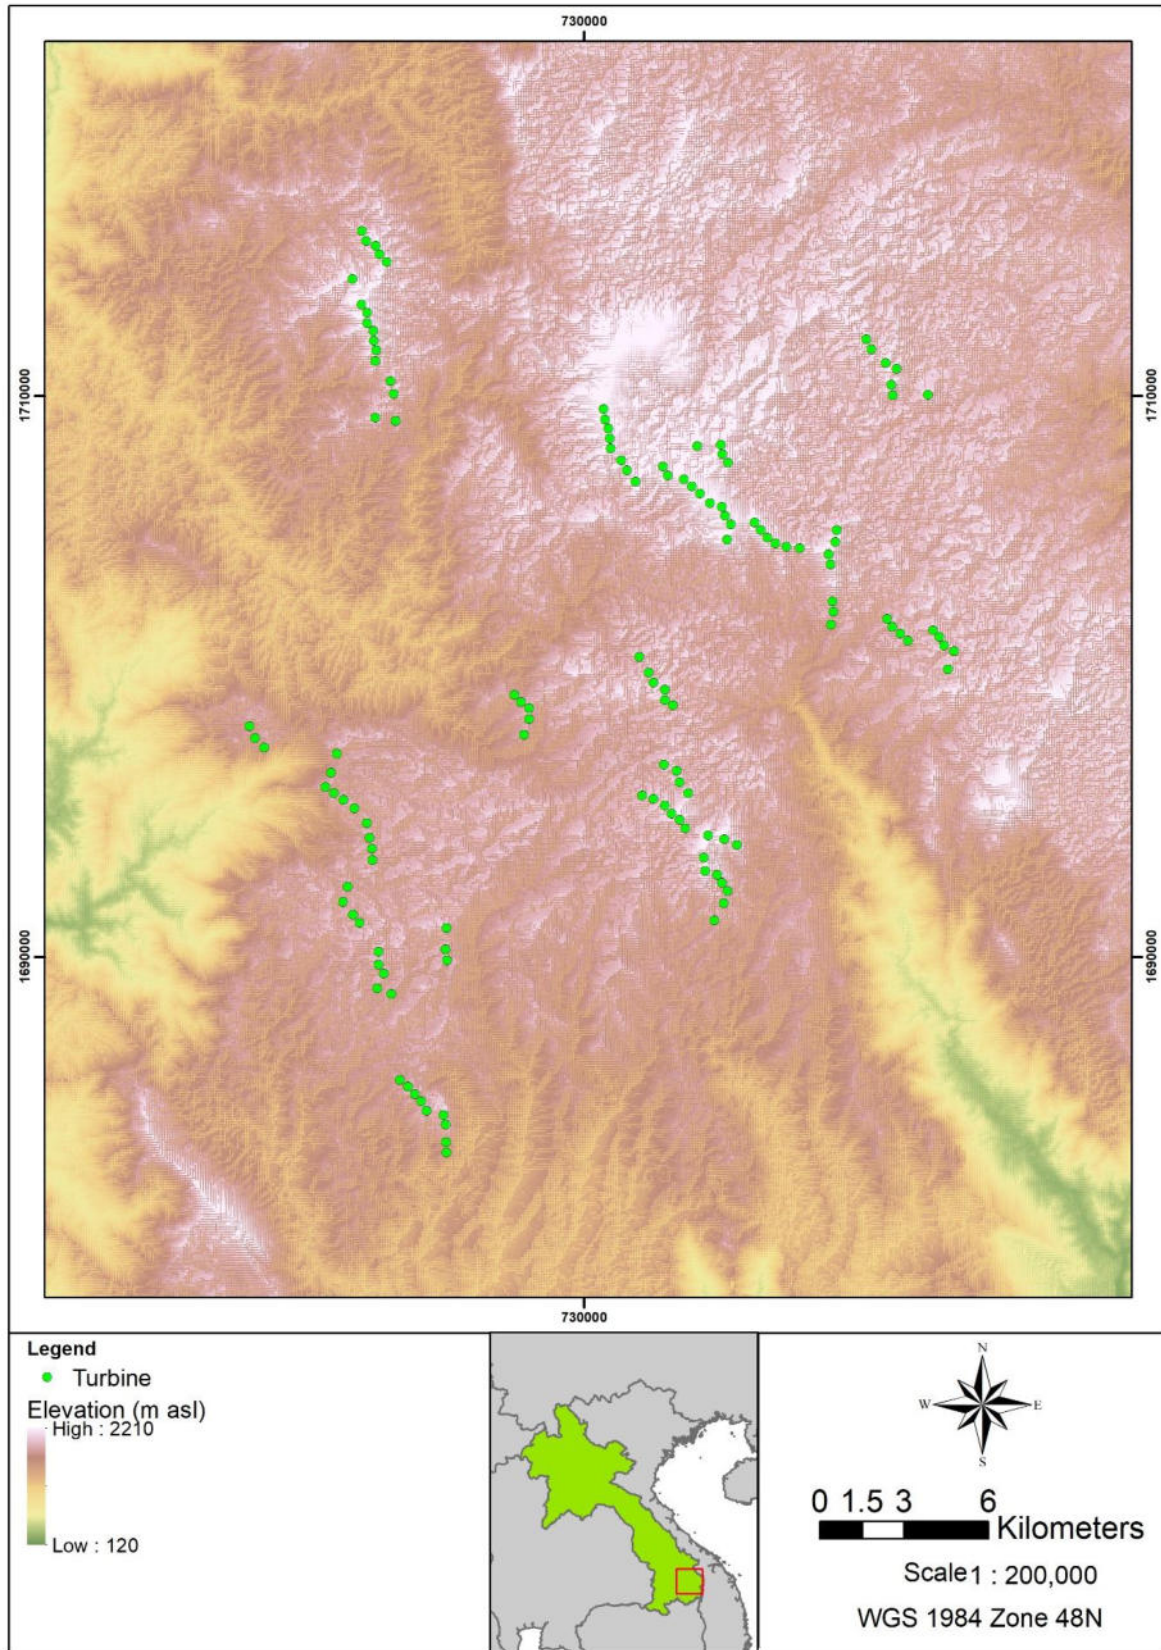 730000
1710000
1710000
1690000
1690000
730000
Legend
Turbine
Elevation (m asl)
High : 2210
Low : 120
N
W
E
S
0 1.5 3 6
Kilometers
Scale 1 : 200,000
WGS 1984 Zone 48N